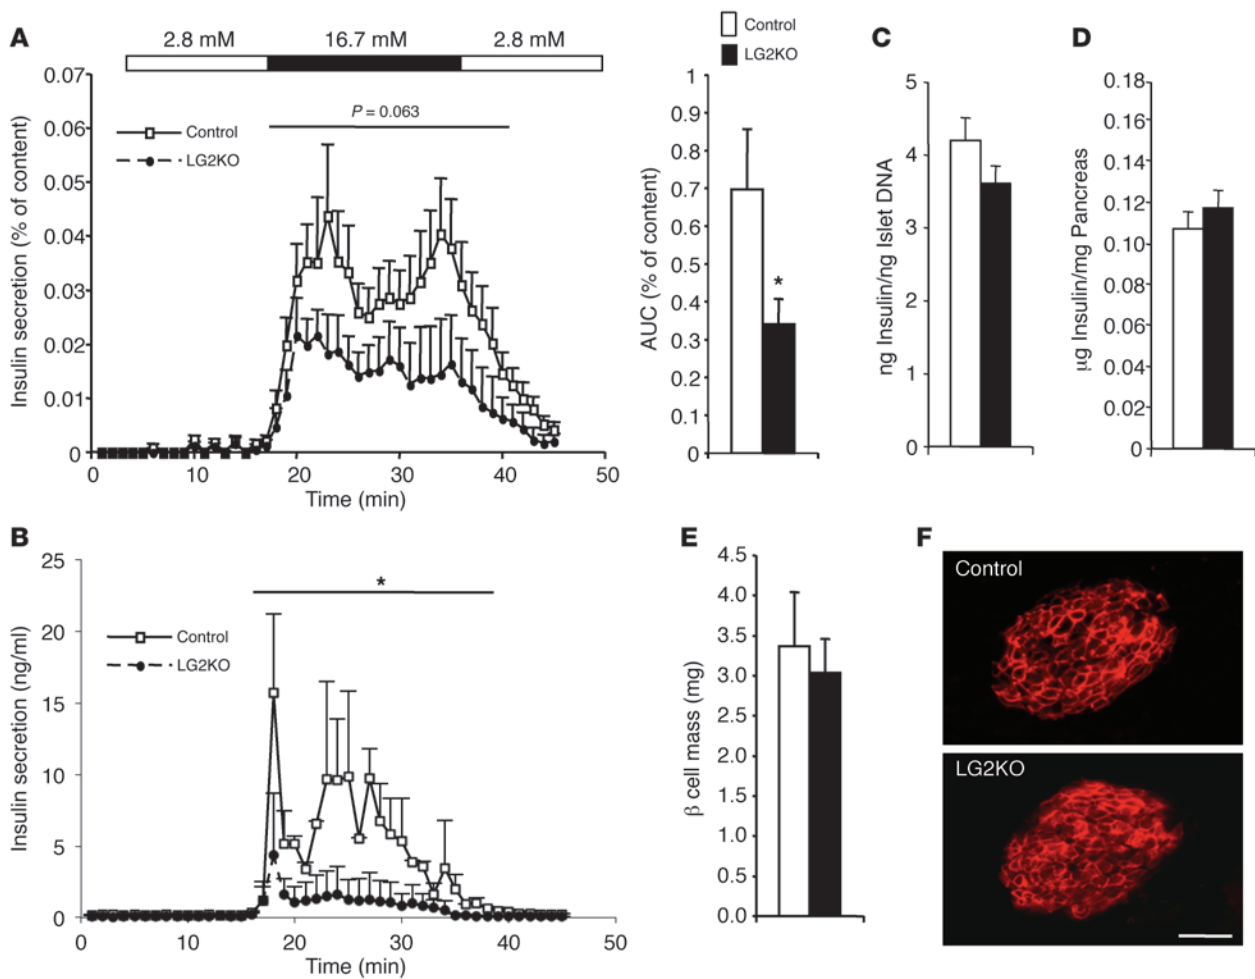 A
2.8 mM 16.7 mM 2.8 mM
Insulin secretion (% of content)
0.07
0.06
0.05
0.04
0.03
0.02
0.01
0
P = 0.063
Control
LG2KO
0 10 20 30 40 50
Time (min)
Control
LG2KO
AUC (% of content)
1
0.9
0.8
0.7
0.6
0.5
0.4
0.3
0.2
0.1
0
*
C
ng Insulin/ng Islet DNA
5
4
3
2
1
0
D
µg Insulin/mg Pancreas
0.18
0.16
0.14
0.12
0.10
0.08
0.06
0.04
0.02
0.00
B
Insulin secretion (ng/ml)
25
20
15
10
5
0
*
Control
LG2KO
0 10 20 30 40 50
Time (min)
E
β cell mass (mg)
4.5
4.0
3.5
3.0
2.5
2.0
1.5
1.0
0.5
0.0
F
Control
LG2KO